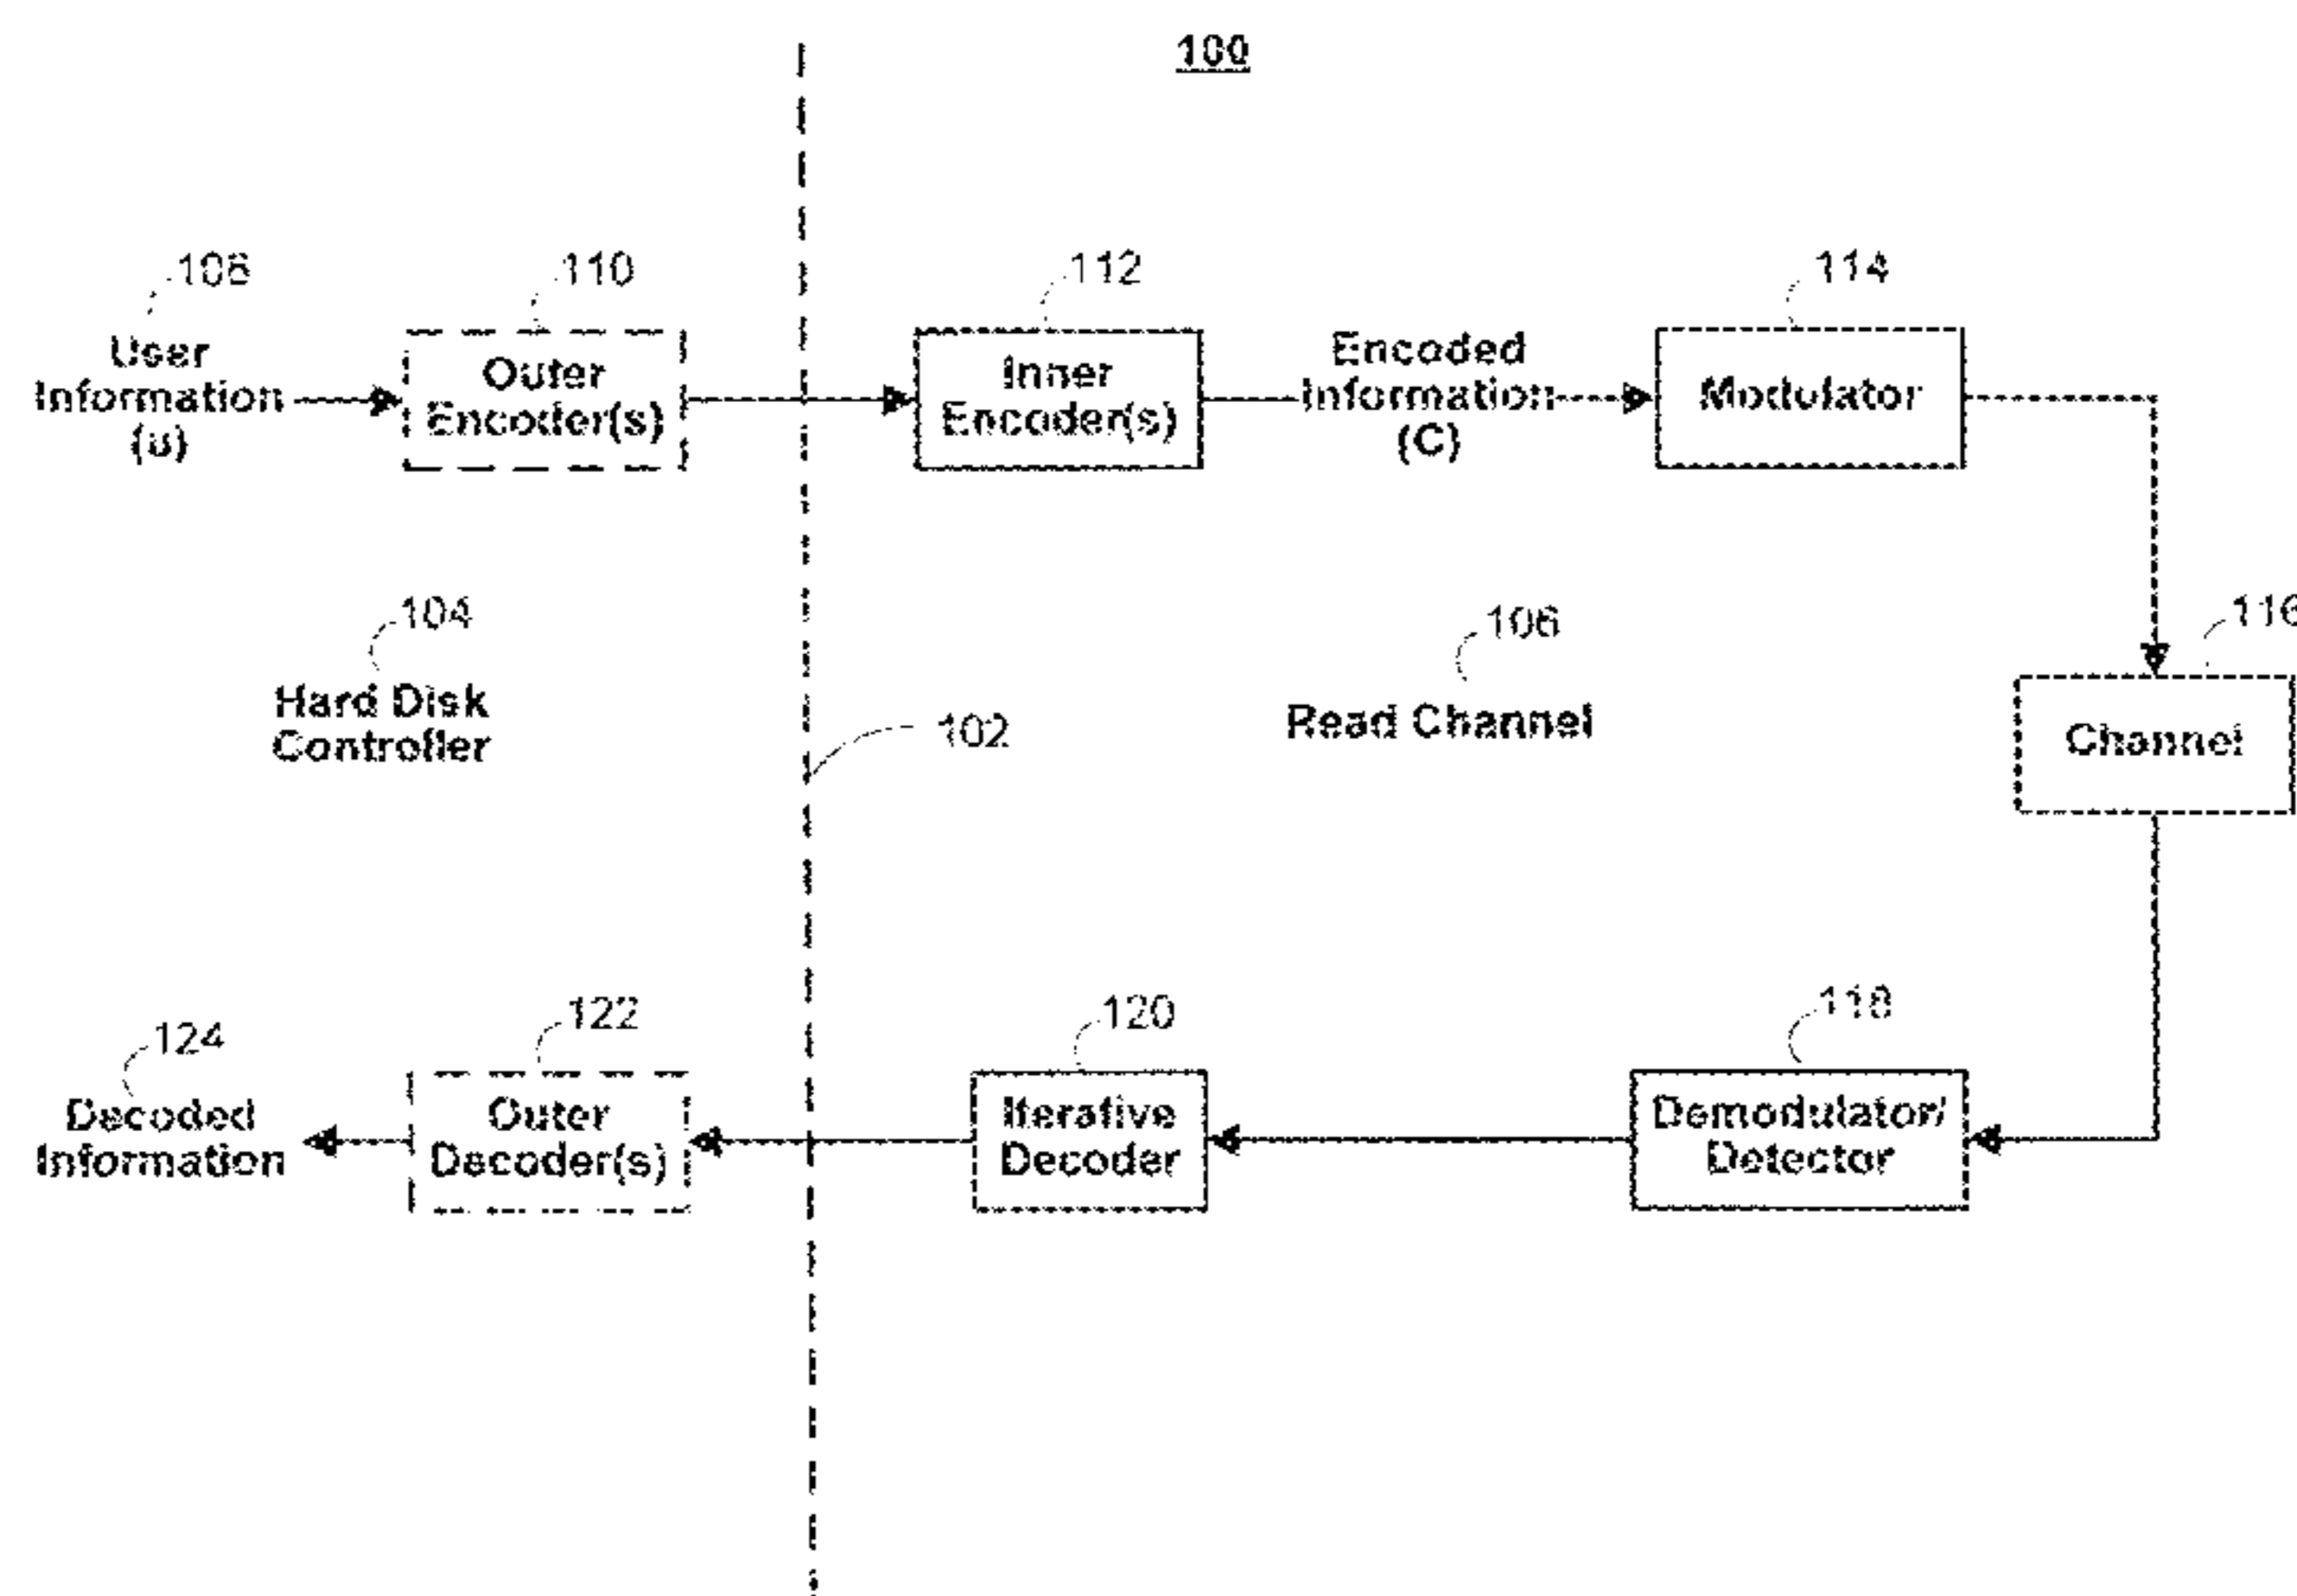 100
108
110
112
114
User
Information
(u)
Outer
Encoder(s)
Inner
Encoder(s)
Encoded
Information
(C)
Modulator
104
106
116
Hard Disk
Controller
102
Read Channel
Channel
124
122
120
118
Decoded
Information
Outer
Decoder(s)
Iterative
Decoder
Demodulator/
Detector